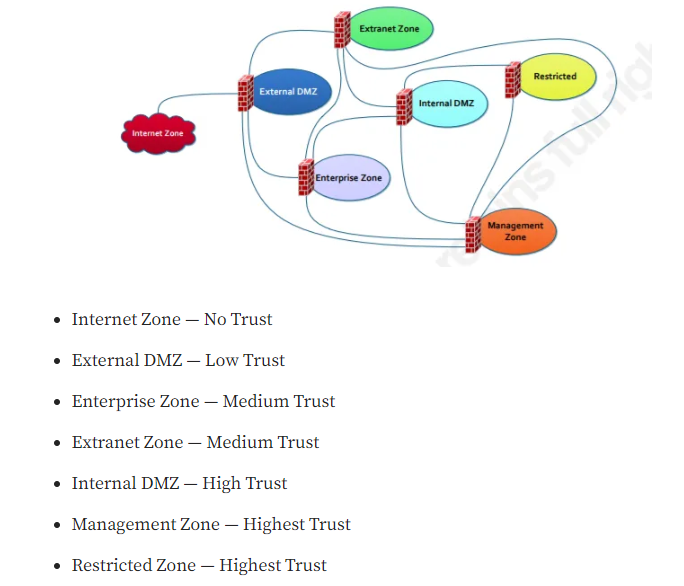 Extranet Zone
Restricted
External DMZ
Internal DMZ
Internet Zone
Enterprise Zone
Management
Zone
Internet Zone — No Trust
External DMZ — Low Trust
Enterprise Zone — Medium Trust
Extranet Zone — Medium Trust
Internal DMZ — High Trust
Management Zone — Highest Trust
Restricted Zone — Highest Trust